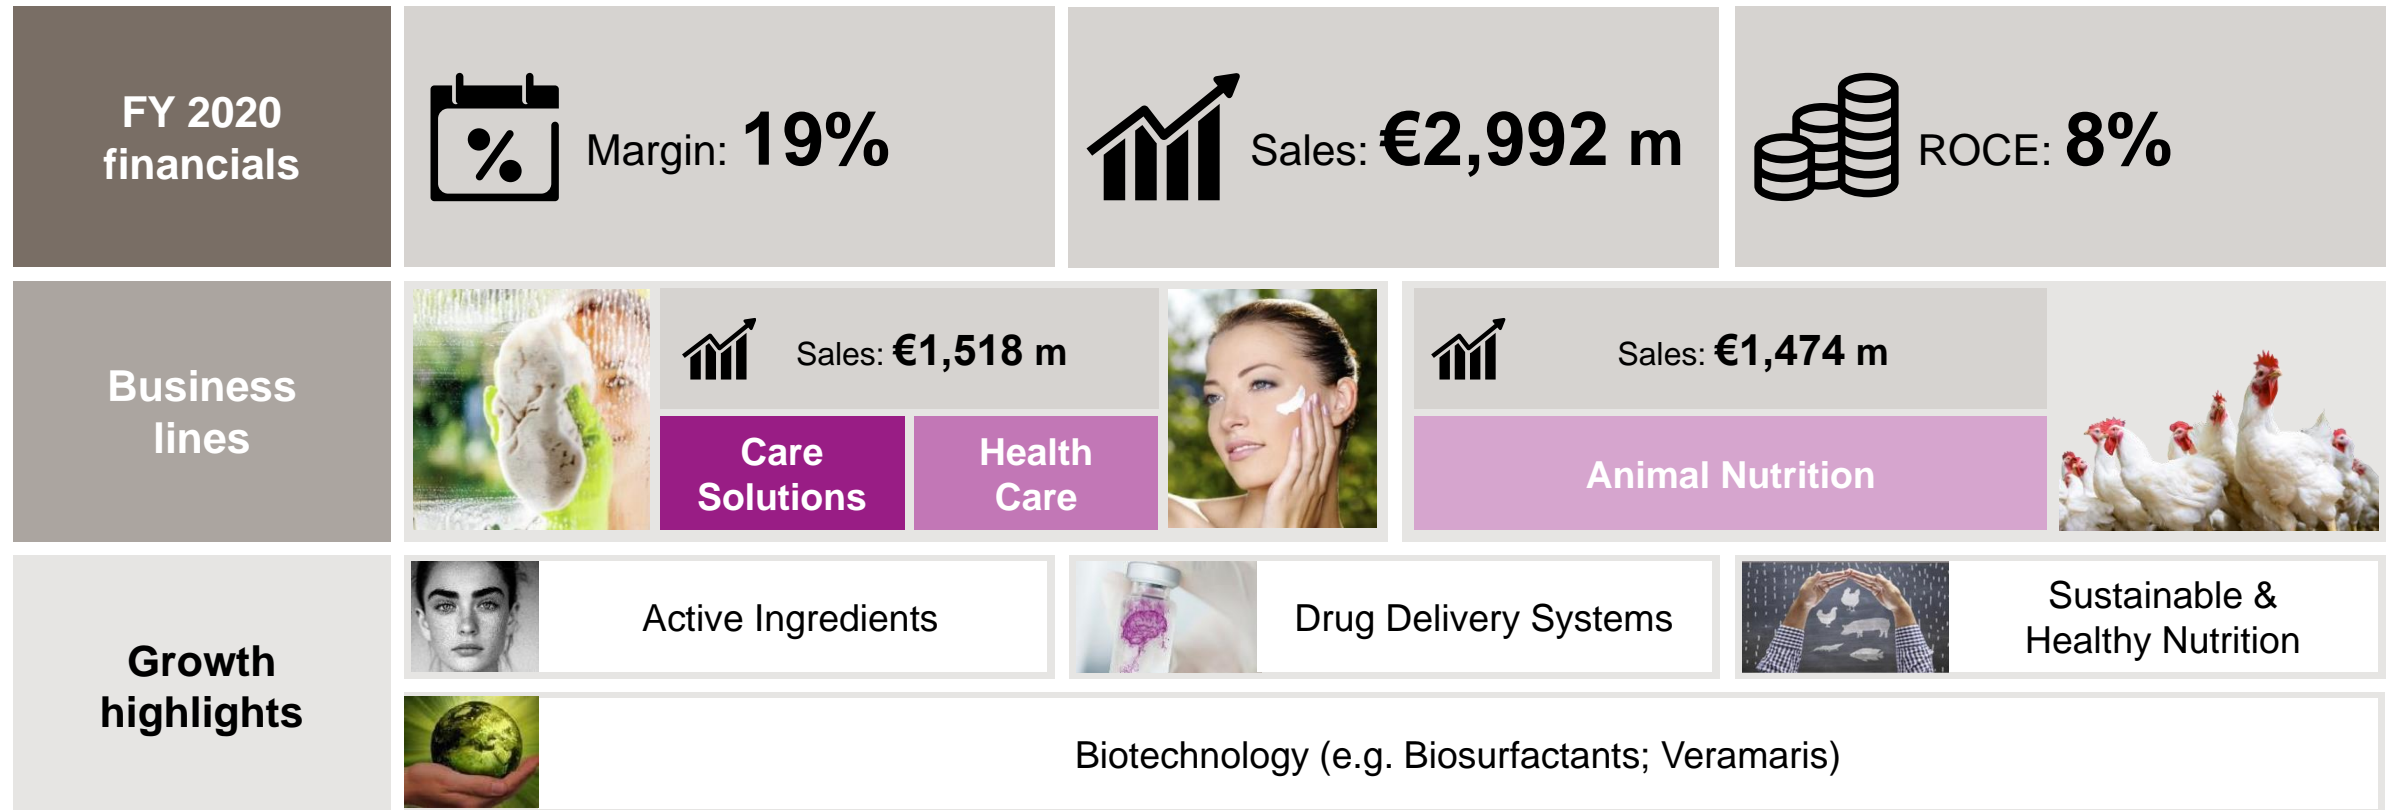 FY 2020
financials
Margin: 19%
Sales: €2,992 m
ROCE: 8%
Business
lines
Sales: €1,518 m
Care
Solutions
Health
Care
Sales: €1,474 m
Animal Nutrition
Growth
highlights
Active Ingredients
Drug Delivery Systems
Sustainable &
Healthy Nutrition
Biotechnology (e.g. Biosurfactants; Veramaris)